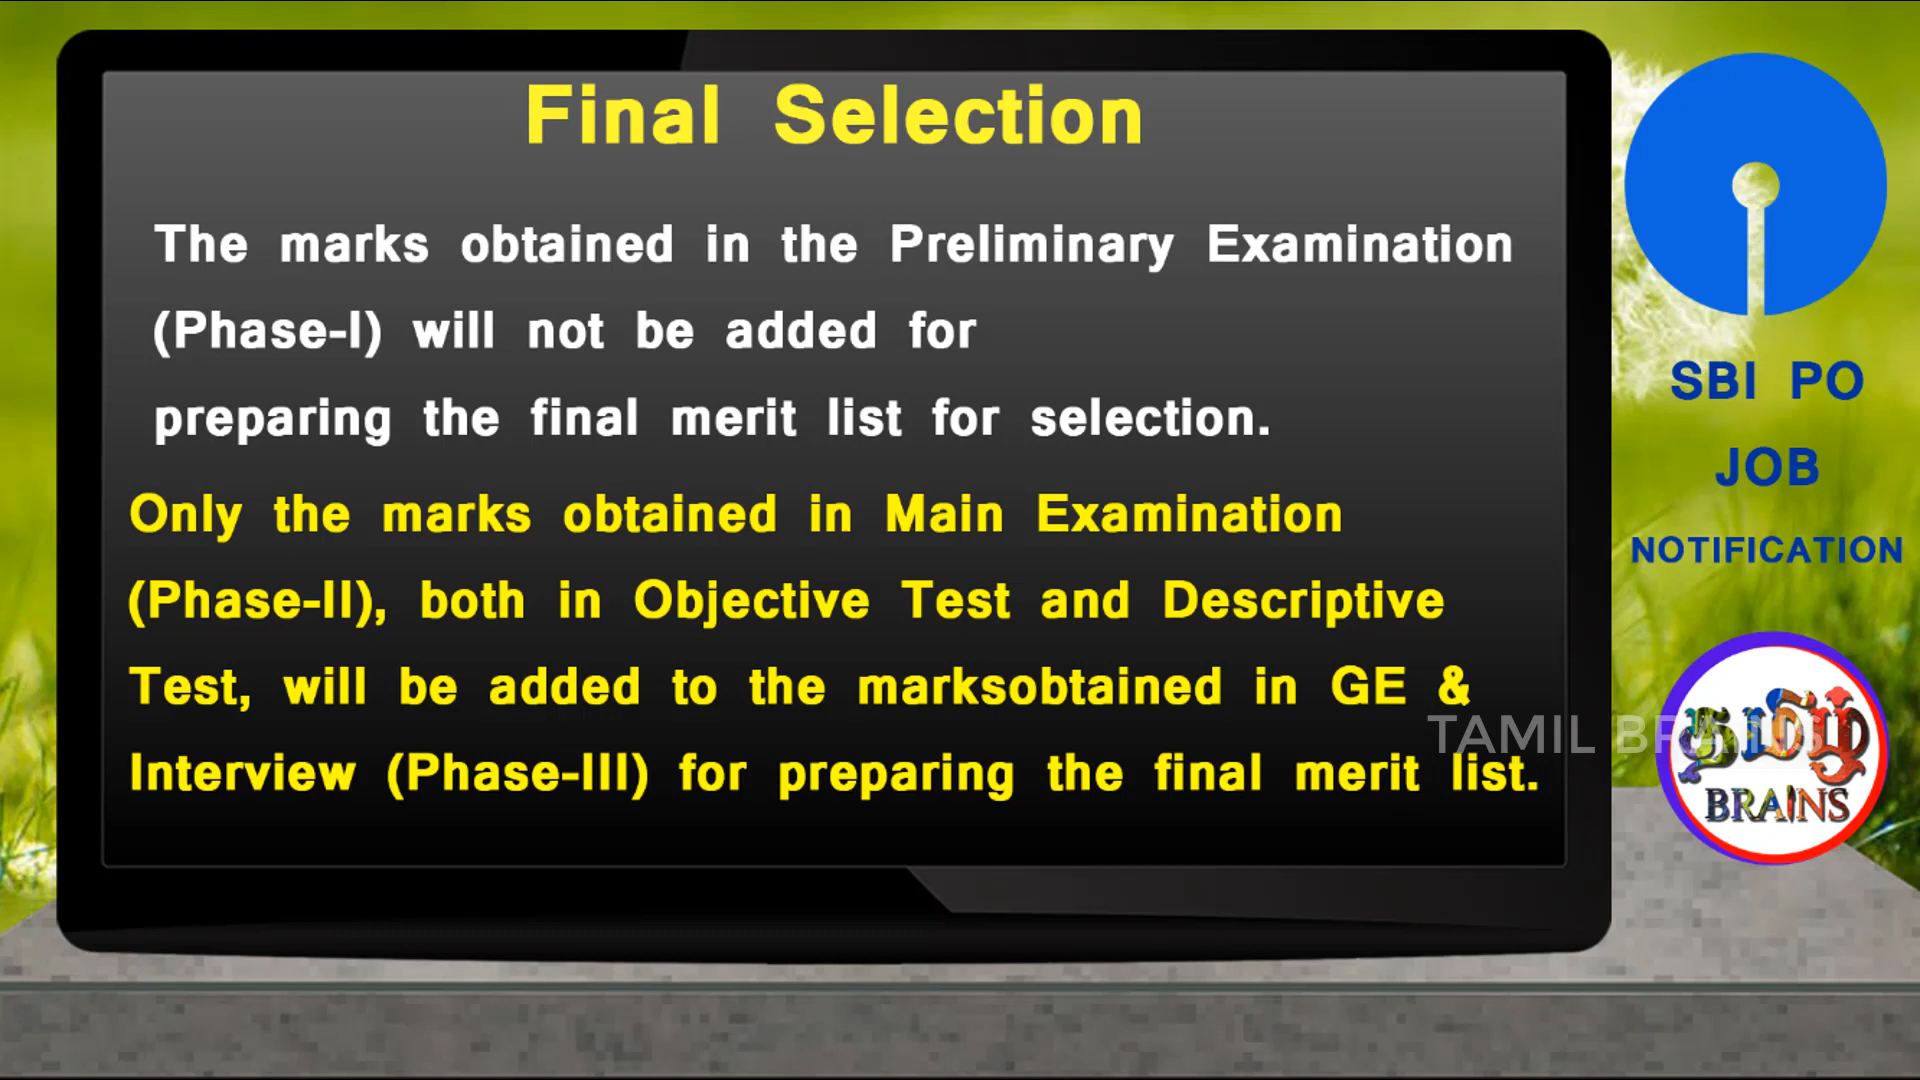 Final Selection
The marks obtained in the Preliminary Examination
(Phase-I) will not be added for
preparing the final merit list for selection.
Only the marks obtained in Main Examination
(Phase-II), both in Objective Test and Descriptive
Test, will be added to the marksobtained in GE &
Interview (Phase-III) for preparing the final merit list.
SBI PO
JOB
NOTIFICATION
TAMIL BRAINS
தமிழ்
BRAINS